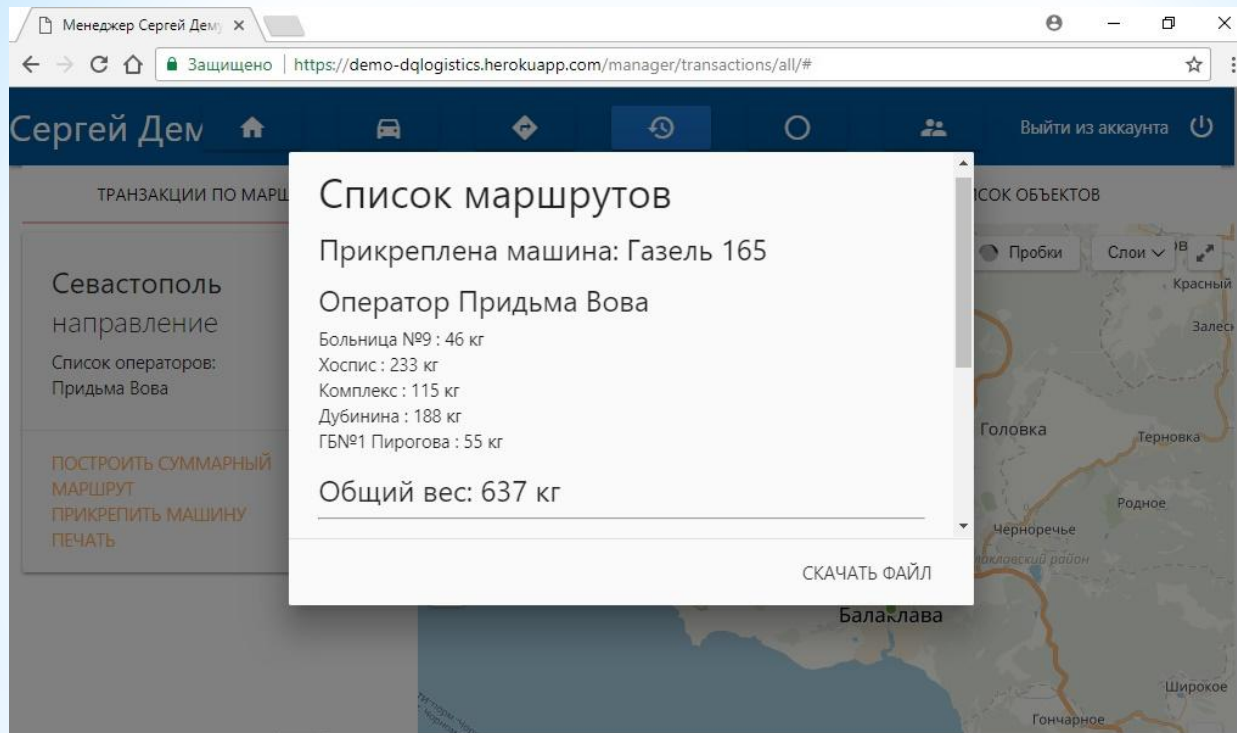 Менеджер Сергей Дем
Защищено https://demo-dqlogistics.herokuapp.com/manager/transactions/all/#
Сергей Дем
Выйти из аккаунта
ТРАНЗАКЦИИ ПО МАРШ
СОК ОБЪЕКТОВ
Севастополь
направление
Список операторов:
Придьма Вова
ПОСТРОИТЬ СУММАРНЫЙ
МАРШРУТ
ПРИКРЕПИТЬ МАШИНУ
ПЕЧАТЬ
Список маршрутов
Прикреплена машина: Газель 165
Оператор Придьма Вова
Больница №9 : 46 кг
Хоспис : 233 кг
Комплекс : 115 кг
Дубинина : 188 кг
ГБ№1 Пирогова : 55 кг
Общий вес: 637 кг
СКАЧАТЬ ФАЙЛ
Пробки
Слои
Красный
Залесн
Головка
Терновка
Родное
Черноречье
район
Балаклава
Широкое
Гончарное